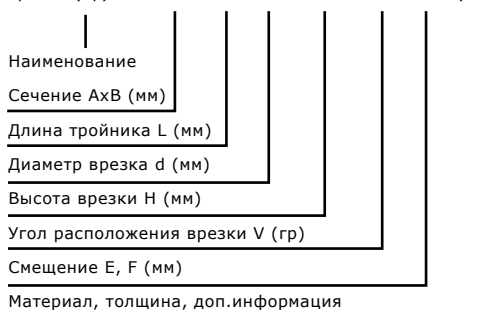 Наименование
Сечение АхВ (мм)
Длина тройника L (мм)
Диаметр врезка d (мм)
Высота врезки Н (мм)
Угол расположения врезки V (гр)
Смещение E, F (мм)
Материал, толщина, доп.информация